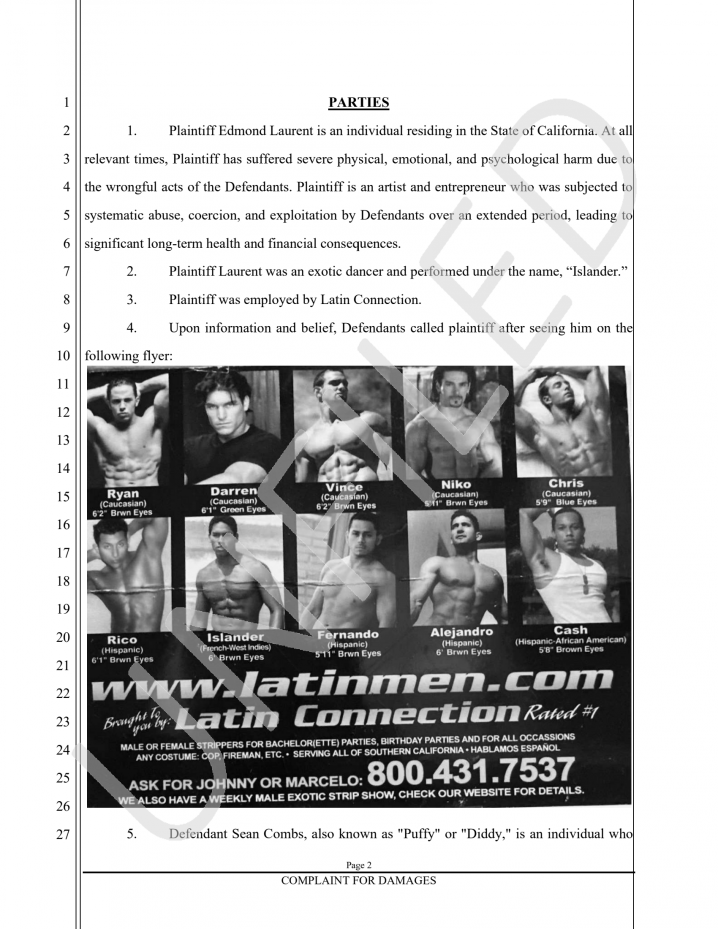 PARTIES
1. Plaintiff Edmond Laurent is an individual residing in the State of California. At all
relevant times, Plaintiff has suffered severe physical, emotional, and psychological harm due to
the wrongful acts of the Defendants. Plaintiff is an artist and entrepreneur who was subjected to
systematic abuse, coercion, and exploitation by Defendants over an extended period, leading to
significant long-term health and financial consequences.
2. Plaintiff Laurent was an exotic dancer and performed under the name, “Islander.”
3. Plaintiff was employed by Latin Connection.
4. Upon information and belief, Defendants called plaintiff after seeing him on the
following flyer:
Ryan
(Caucasian)
6'2" Brwn Eyes
Darren
(Caucasian)
6'1" Green Eyes
Vince
(Caucasian)
6'2" Brwn Eyes
Niko
(Caucasian)
5'11" Brwn Eyes
Chris
(Caucasian)
5'9" Blue Eyes
Rico
(Hispanic)
6'1" Brwn Eyes
Islander
(French-West Indies)
6' Brwn Eyes
Fernando
(Hispanic)
5'11" Brwn Eyes
Alejandro
(Hispanic)
6' Brwn Eyes
Cash
(Hispanic-African American)
5'8" Brown Eyes
www.latinmen.com
Brought To you by: Latin Connection Rated #1
MALE OR FEMALE STRIPPERS FOR BACHELOR(ETTE) PARTIES, BIRTHDAY PARTIES AND FOR ALL OCCASSIONS
ANY COSTUME: COP, FIREMAN, ETC. • SERVING ALL OF SOUTHERN CALIFORNIA • HABLAMOS ESPAÑOL
ASK FOR JOHNNY OR MARCELO: 800.431.7537
WE ALSO HAVE A WEEKLY MALE EXOTIC STRIP SHOW, CHECK OUR WEBSITE FOR DETAILS.
5. Defendant Sean Combs, also known as "Puffy" or "Diddy," is an individual who
Page 2
COMPLAINT FOR DAMAGES
1
2
3
4
5
6
7
8
9
10
11
12
13
14
15
16
17
18
19
20
21
22
23
24
25
26
27
UNFILED